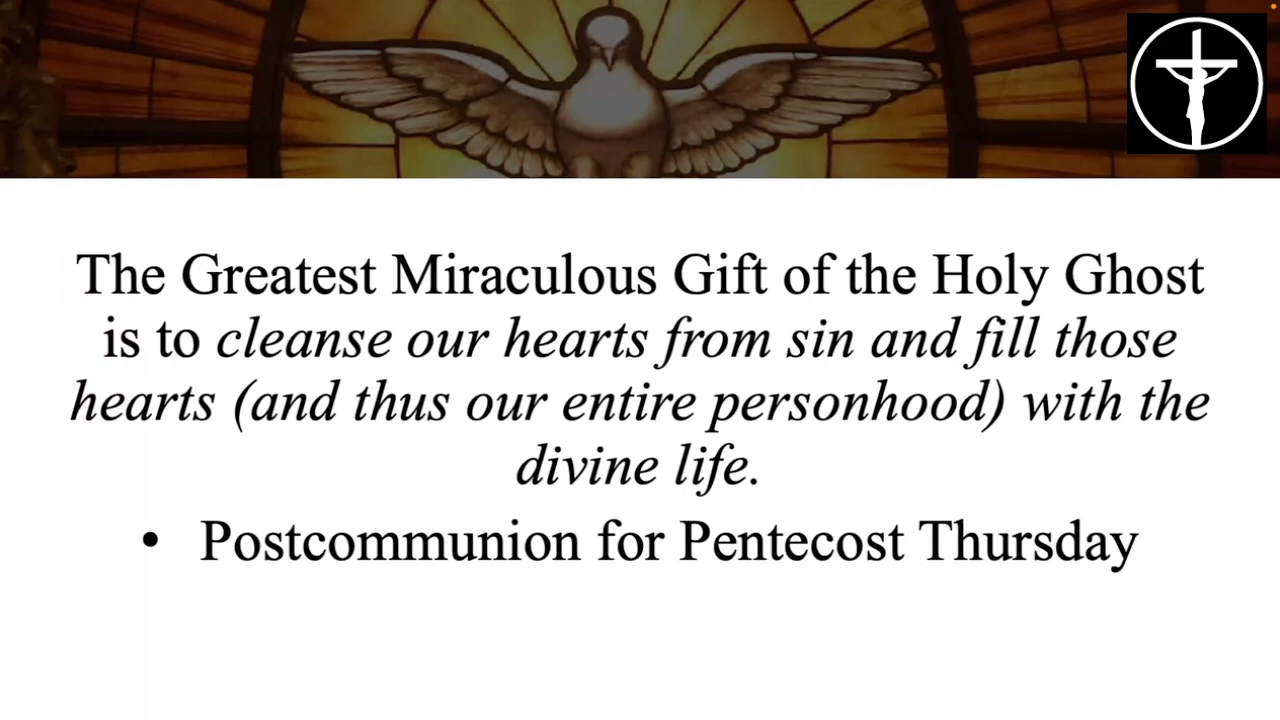 The Greatest Miraculous Gift of the Holy Ghost
is to cleanse our hearts from sin and fill those
hearts (and thus our entire personhood) with the
divine life.
• Postcommunion for Pentecost Thursday